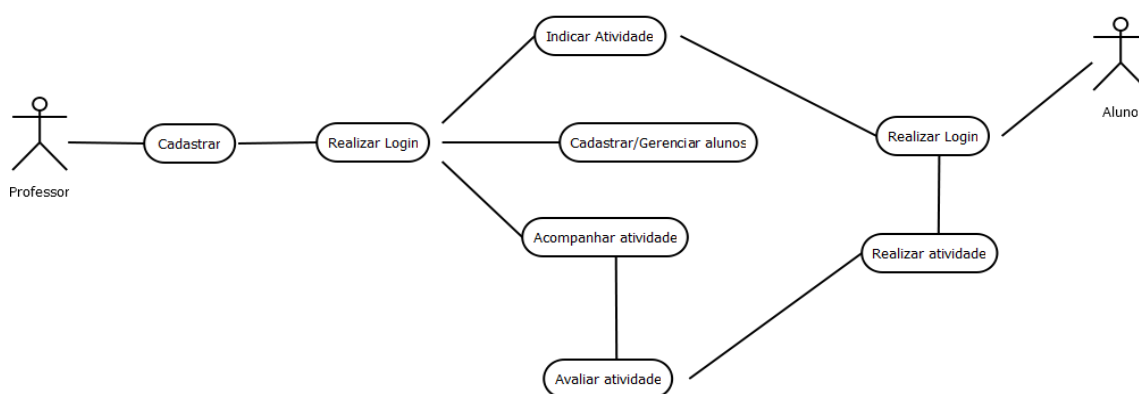 Indicar Atividade
Aluno
Realizar Login
Cadastrar
Realizar Login
Cadastrar/Gerenciar alunos
Professor
Acompanhar atividade
Realizar atividade
Avaliar atividade